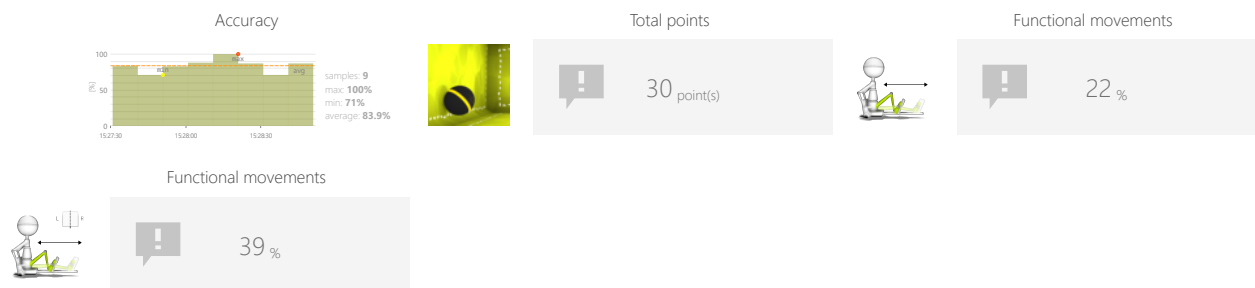 Accuracy
100
50
0
[%]
min
max
avg
15:27:30
15:28:00
15:28:30
samples: 9
max: 100%
min: 71%
average: 83.9%
Total points
30 point(s)
Functional movements
22 %
Functional movements
L
39 %